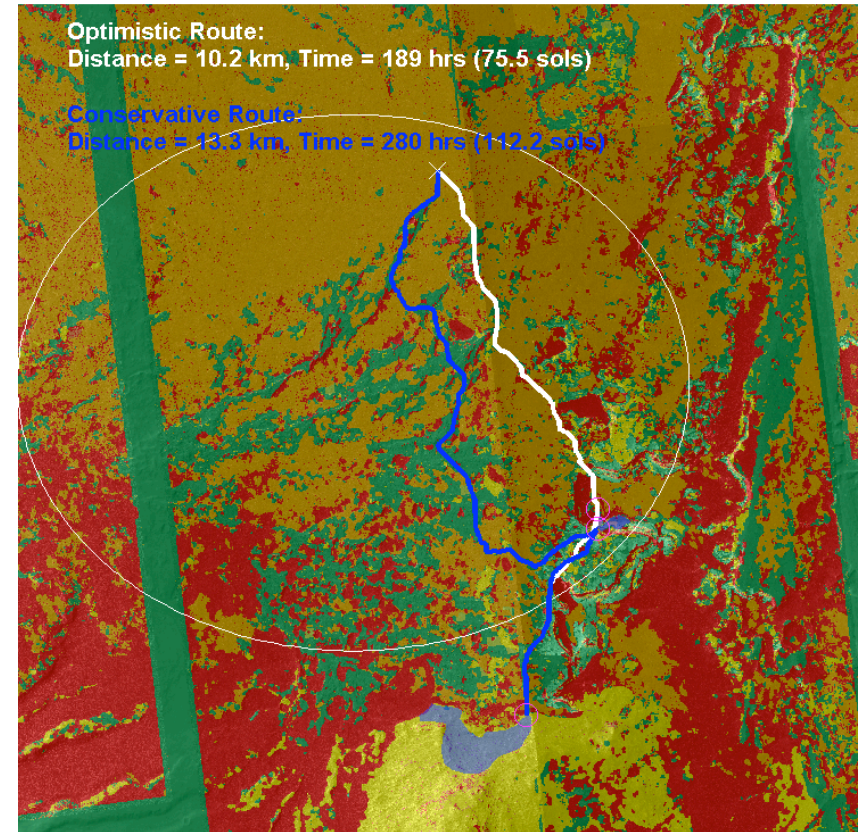 Optimistic Route:
Distance = 10.2 km, Time = 189 hrs (75.5 sols)
Conservative Route:
Distance = 13.3 km, Time = 280 hrs (112.2 sols)